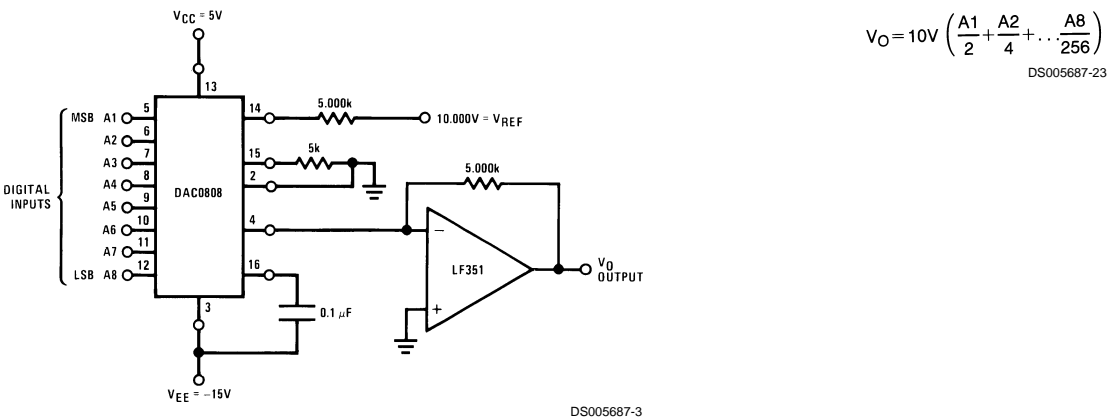 V_CC = 5V
13
MSB A1 5
A2 6
A3 7
A4 8
A5 9
A6 10
A7 11
LSB A8 12
DIGITAL
INPUTS
DAC0808
14
5.000k
10.000V = V_REF
15
5k
2
4
16
0.1 μF
3
V_EE = −15V
5.000k
−
+
LF351
V_O
OUTPUT
DS005687-3
V_O = 10V (A1/2 + A2/4 + . . . A8/256)
DS005687-23